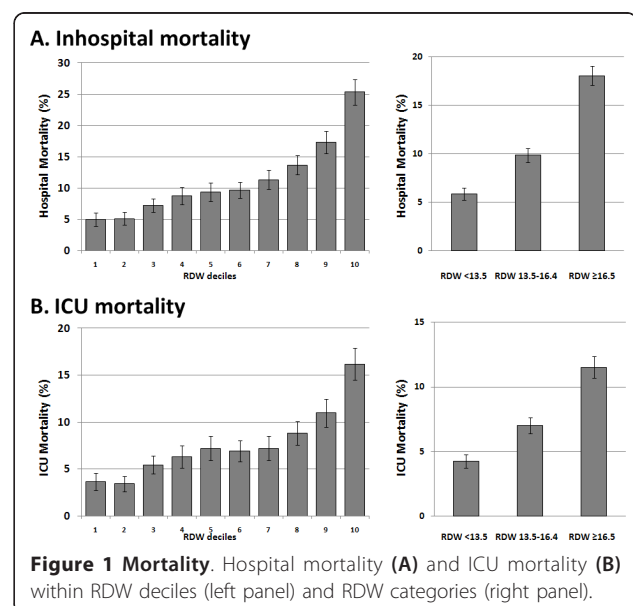 A. Inhospital mortality
Hospital Mortality (%)
30
25
20
15
10
5
0
1 2 3 4 5 6 7 8 9 10
RDW deciles
Hospital Mortality (%)
20
15
10
5
0
RDW <13.5 RDW 13.5-16.4 RDW ≥16.5
B. ICU mortality
ICU Mortality (%)
20
15
10
5
0
1 2 3 4 5 6 7 8 9 10
RDW deciles
ICU Mortality (%)
15
10
5
0
RDW <13.5 RDW 13.5-16.4 RDW ≥16.5
Figure 1 Mortality. Hospital mortality (A) and ICU mortality (B)
within RDW deciles (left panel) and RDW categories (right panel).